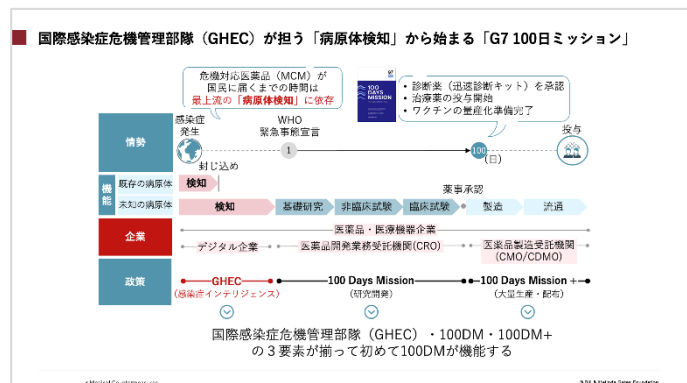 国際感染症危機管理部隊（GHEC）が担う「病原体検知」から始まる「G7 100日ミッション」
危機対応医薬品（MCM）が
国民に届くまでの時間は
最上流の「病原体検知」に依存
100
DAYS
MISSION
• 診断薬（迅速診断キット）を承認
• 治療薬の投与開始
• ワクチンの量産化準備完了
情勢
感染症
発生
WHO
緊急事態宣言
1
100
(日)
投与
封じ込め
機能
既存の病原体
検知
薬事承認
未知の病原体
検知
基礎研究
非臨床試験
臨床試験
製造
流通
企業
医薬品・医療機器企業
デジタル企業
医薬品開発業務受託機関(CRO)
医薬品製造受託機関
(CMO/CDMO)
政策
GHEC
(感染症インテリジェンス)
100 Days Mission
(研究開発)
100 Days Mission +
(大量生産・配布)
国際感染症危機管理部隊（GHEC）・100DM・100DM+
の３要素が揃って初めて100DMが機能する